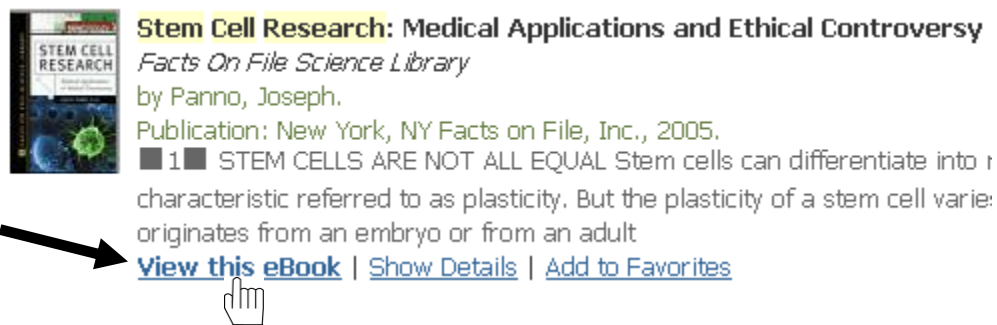 STEM CELL
RESEARCH
Stem Cell Research: Medical Applications and Ethical Controversy
Facts On File Science Library
by Panno, Joseph.
Publication: New York, NY Facts on File, Inc., 2005.
■1■ STEM CELLS ARE NOT ALL EQUAL Stem cells can differentiate into
characteristic referred to as plasticity. But the plasticity of a stem cell varies
originates from an embryo or from an adult
View this eBook | Show Details | Add to Favorites